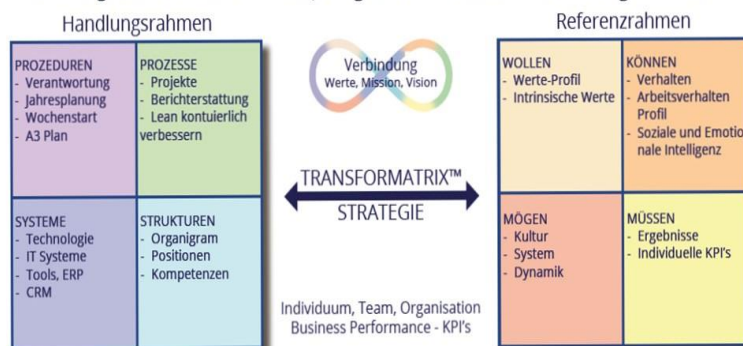 Handlungsrahmen
PROZEDUREN
- Verantwortung
- Jahresplanung
- Wochenstart
- A3 Plan
PROZESSE
- Projekte
- Berichterstattung
- Lean kontuierlich
verbessern
SYSTEME
- Technologie
- IT Systeme
- Tools, ERP
- CRM
STRUKTUREN
- Organigram
- Positionen
- Kompetenzen
Verbindung
Werte, Mission, Vision
TRANSFORMATRIX™
STRATEGIE
Individuum, Team, Organisation
Business Performance - KPI's
Referenzrahmen
WOLLEN
- Werte-Profil
- Intrinsische Werte
KÖNNEN
- Verhalten
- Arbeitsverhalten
Profil
- Soziale und Emotio
nale Intelligenz
MÖGEN
- Kultur
- System
- Dynamik
MÜSSEN
- Ergebnisse
- Individuelle KPI's